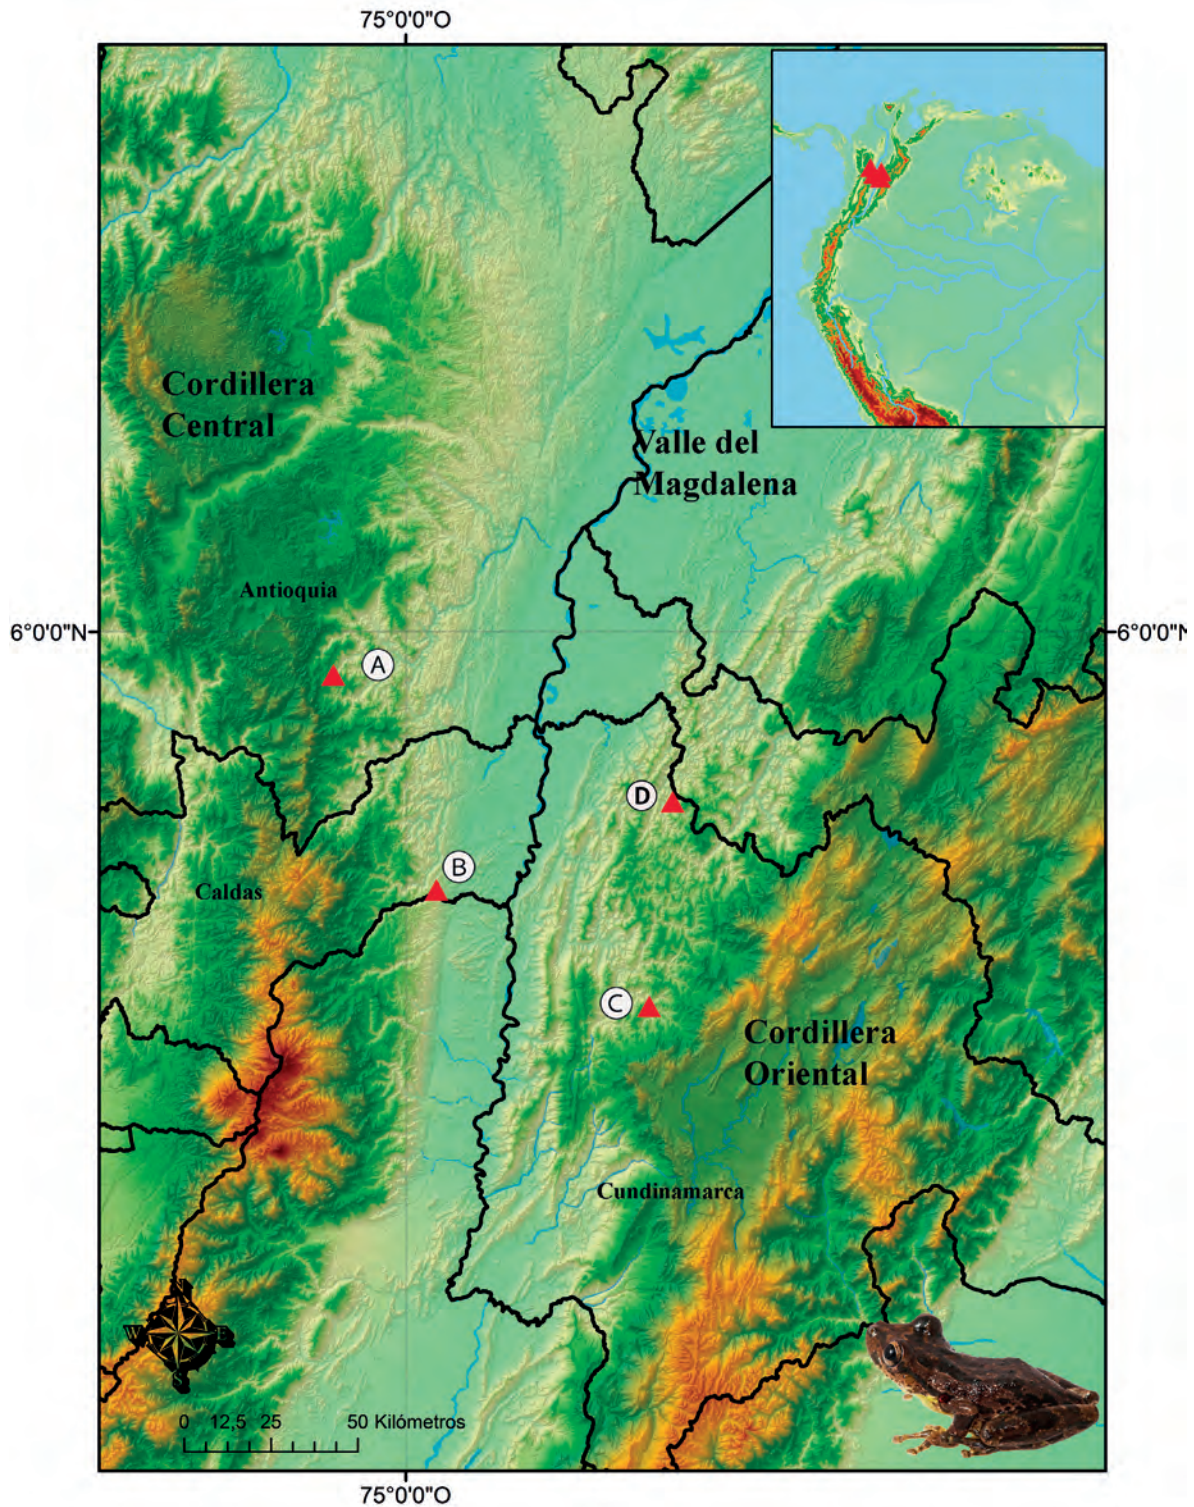 75°0'0"O
Cordillera
Central
Valle del
Magdalena
Antioquia
6°0'0"N
6°0'0"N
A
D
B
Caldas
C
Cordillera
Oriental
Cundinamarca
N
W E
S
0 12,5 25 50 Kilómetros
75°0'0"O